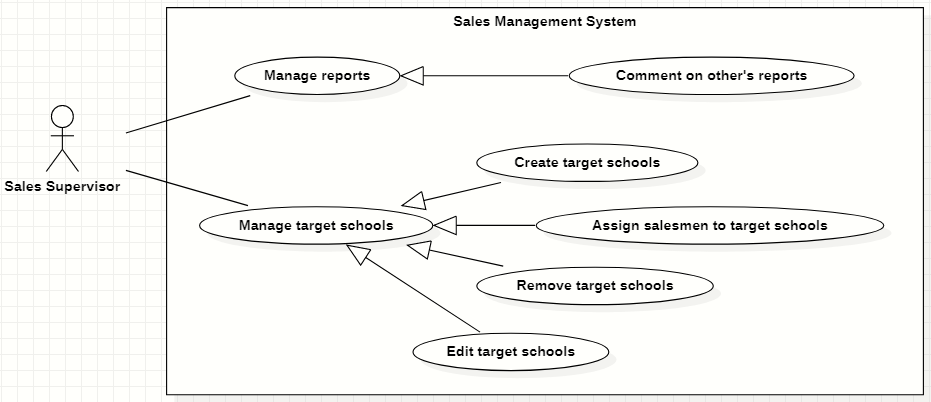 Sales Management System
Manage reports
Comment on other's reports
Sales Supervisor
Create target schools
Manage target schools
Assign salesmen to target schools
Remove target schools
Edit target schools